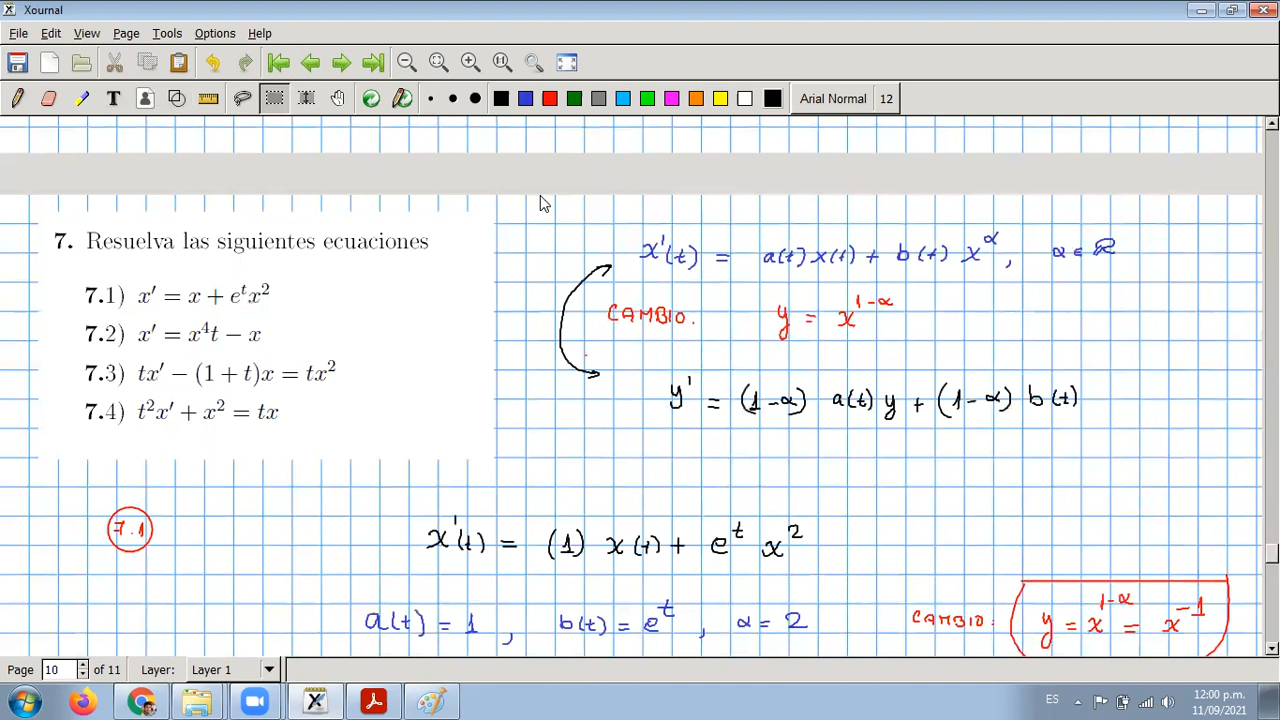 Xournal
File Edit View Page Tools Options Help
Arial Normal 12
7. Resuelva las siguientes ecuaciones
7.1) x′ = x + e^t x^2
7.2) x′ = x^4 t − x
7.3) tx′ − (1 + t)x = tx^2
7.4) t^2 x′ + x^2 = tx
x'(t) = a(t) x(t) + b(t) x^α, α ∈ ℝ
CAMBIO. y = x^{1-α}
y' = (1-α) a(t) y + (1-α) b(t)
7.1
x'(t) = (1) x(t) + e^t x^2
a(t) = 1, b(t) = e^t, α = 2
CAMBIO: y = x^{1-α} = x^{-1}
Page 10 of 11 Layer: Layer 1
ES 12:00 p.m.
11/09/2021